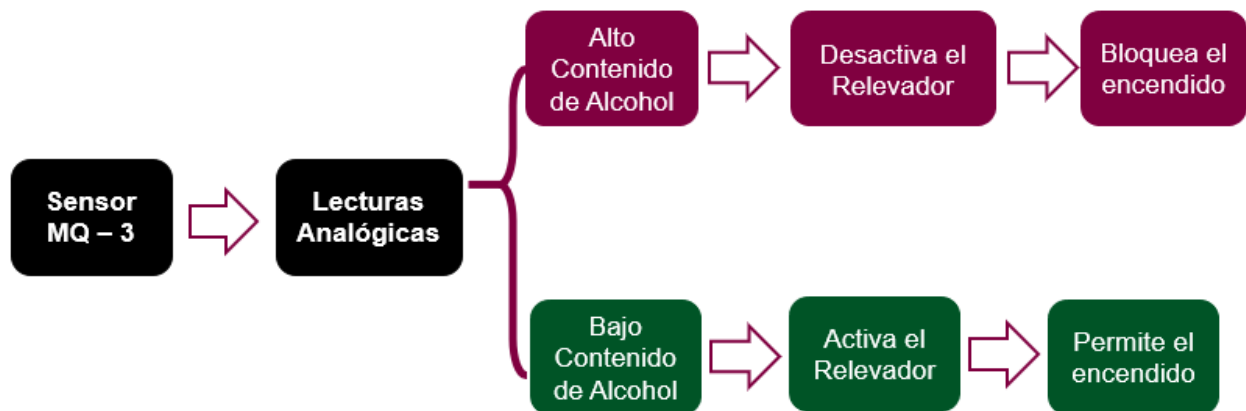 Sensor
MQ – 3
Lecturas
Analógicas
Alto
Contenido
de Alcohol
Desactiva el
Relevador
Bloquea el
encendido
Bajo
Contenido
de Alcohol
Activa el
Relevador
Permite el
encendido